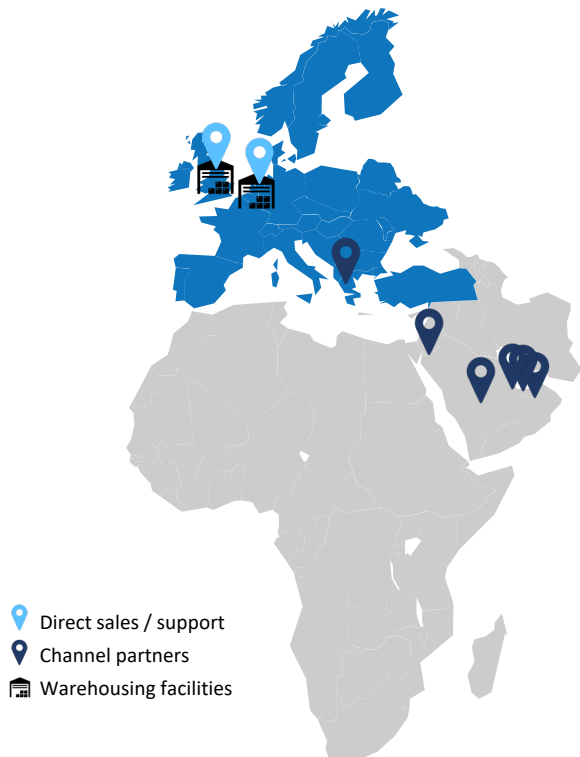 Direct sales / support
Channel partners
Warehousing facilities